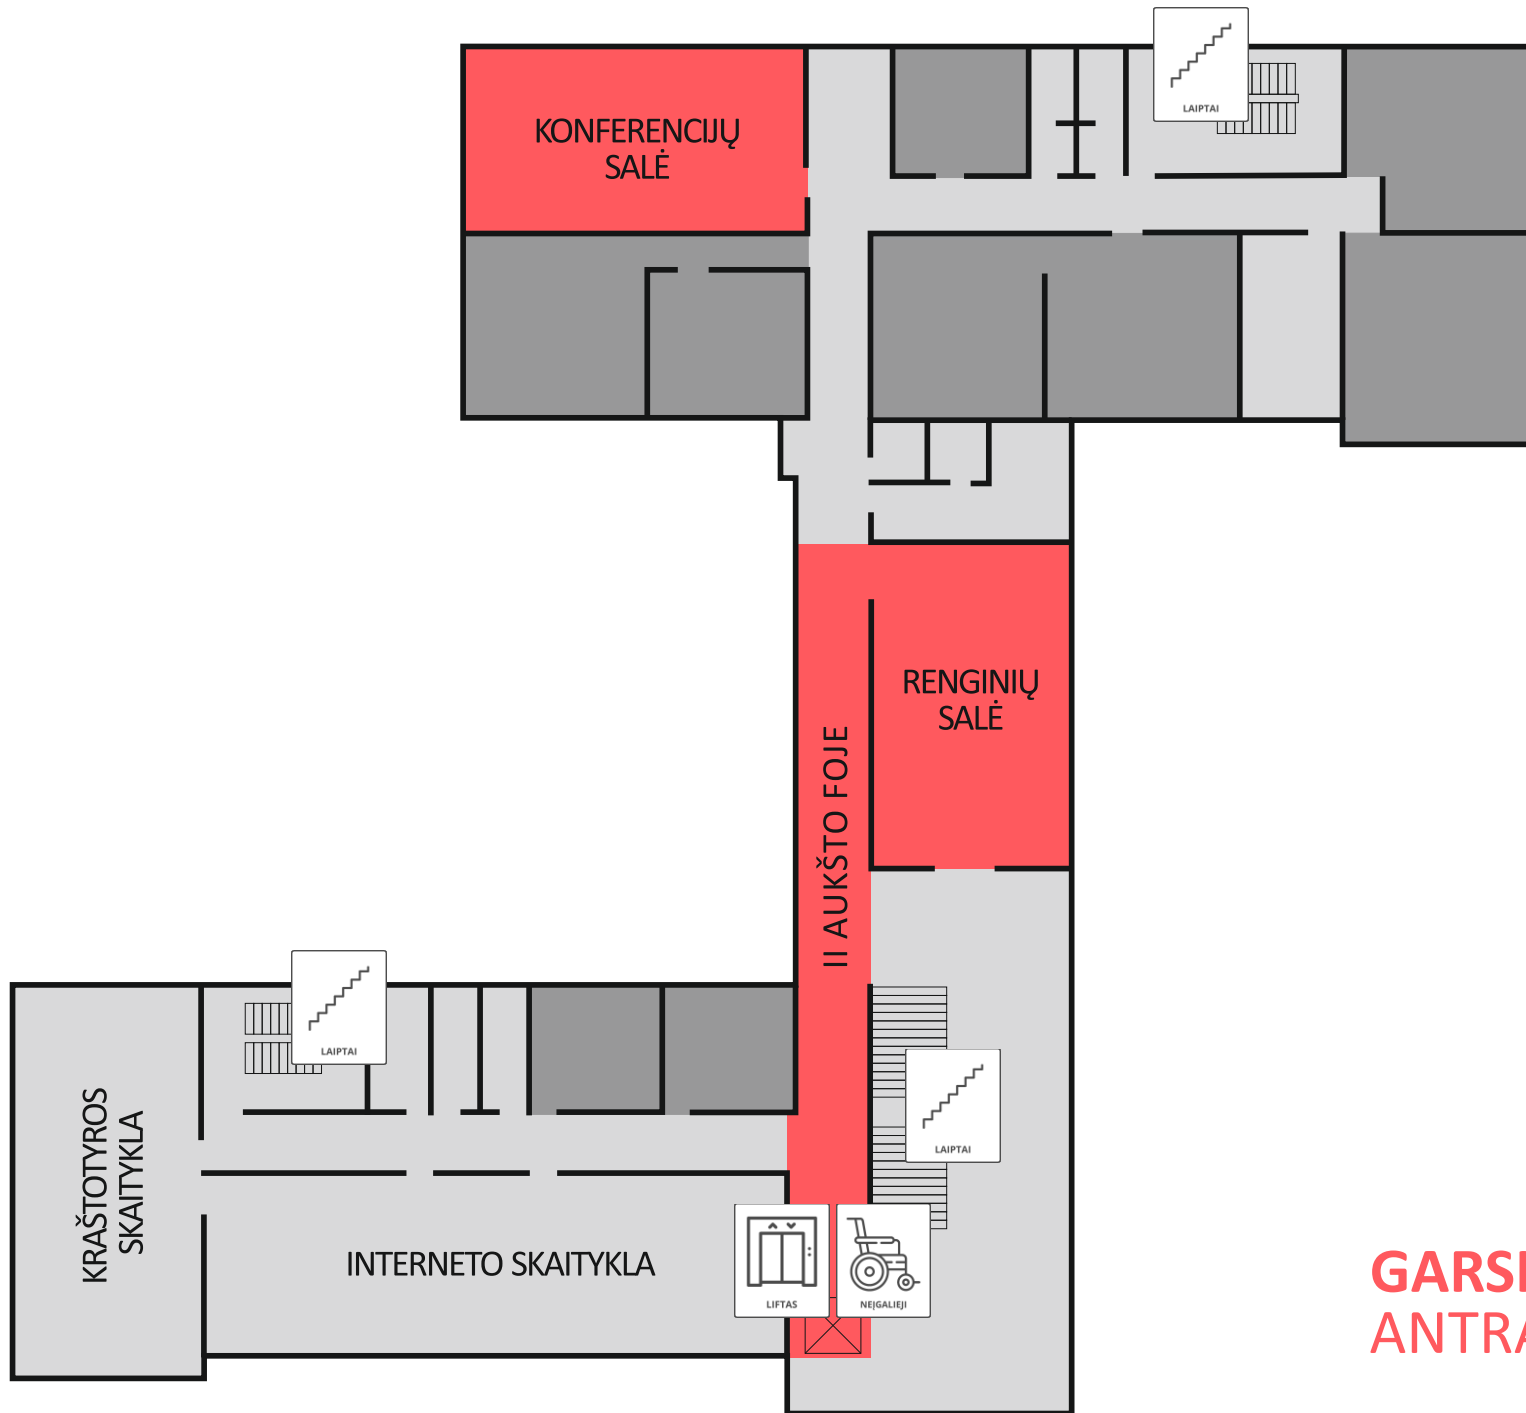 LAIPTAI
KONFERENCIJŲ
SALĖ
RENGINIŲ
SALĖ
II AUKŠTO FOJE
LAIPTAI
LAIPTAI
KRAŠTOTYROS
SKAITYKLA
INTERNETO SKAITYKLA
LIFTAS
NEĮGALIEJI